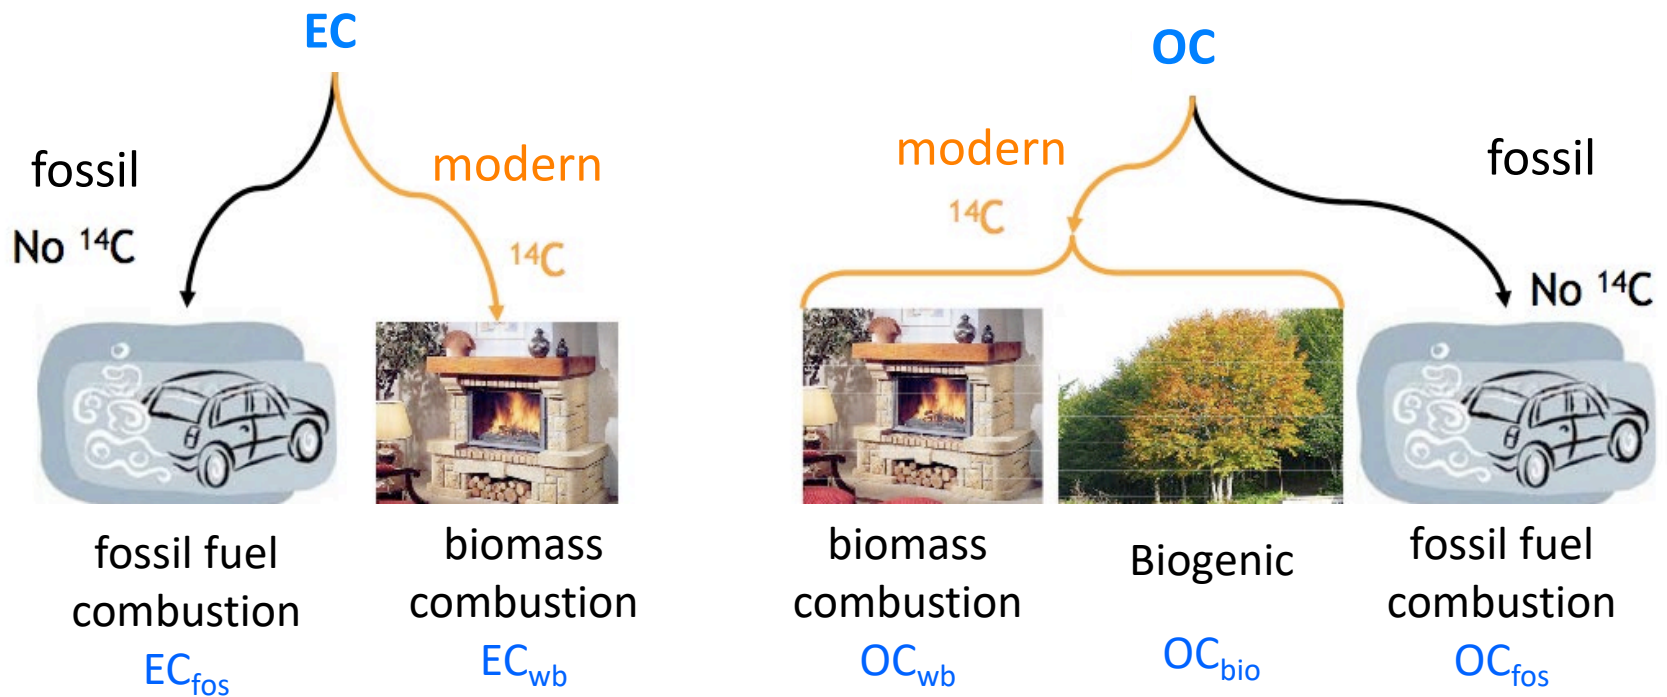 EC
fossil
modern
No ¹⁴C
¹⁴C
fossil fuel
combustion
EC_fos
biomass
combustion
EC_wb
OC
modern
fossil
¹⁴C
No ¹⁴C
biomass
combustion
OC_wb
Biogenic
OC_bio
fossil fuel
combustion
OC_fos